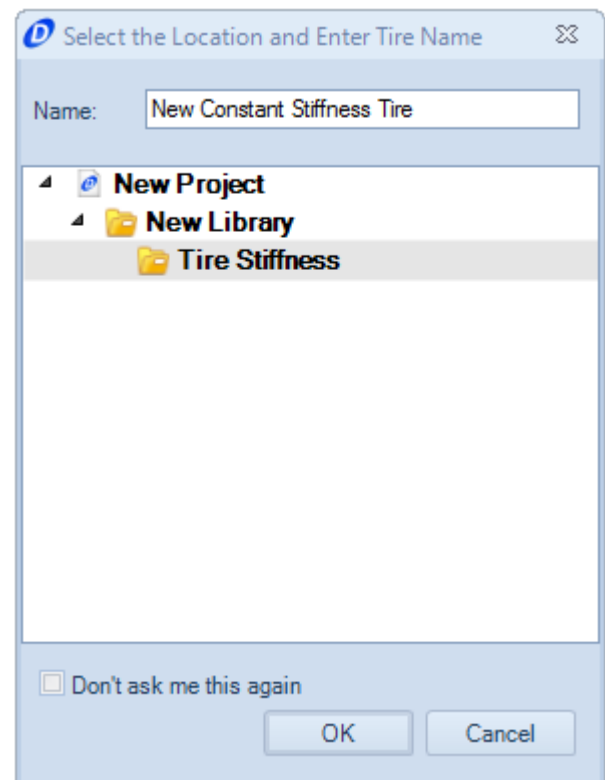 Select the Location and Enter Tire Name
Name: New Constant Stiffness Tire
New Project
New Library
Tire Stiffness
Don't ask me this again
OK Cancel